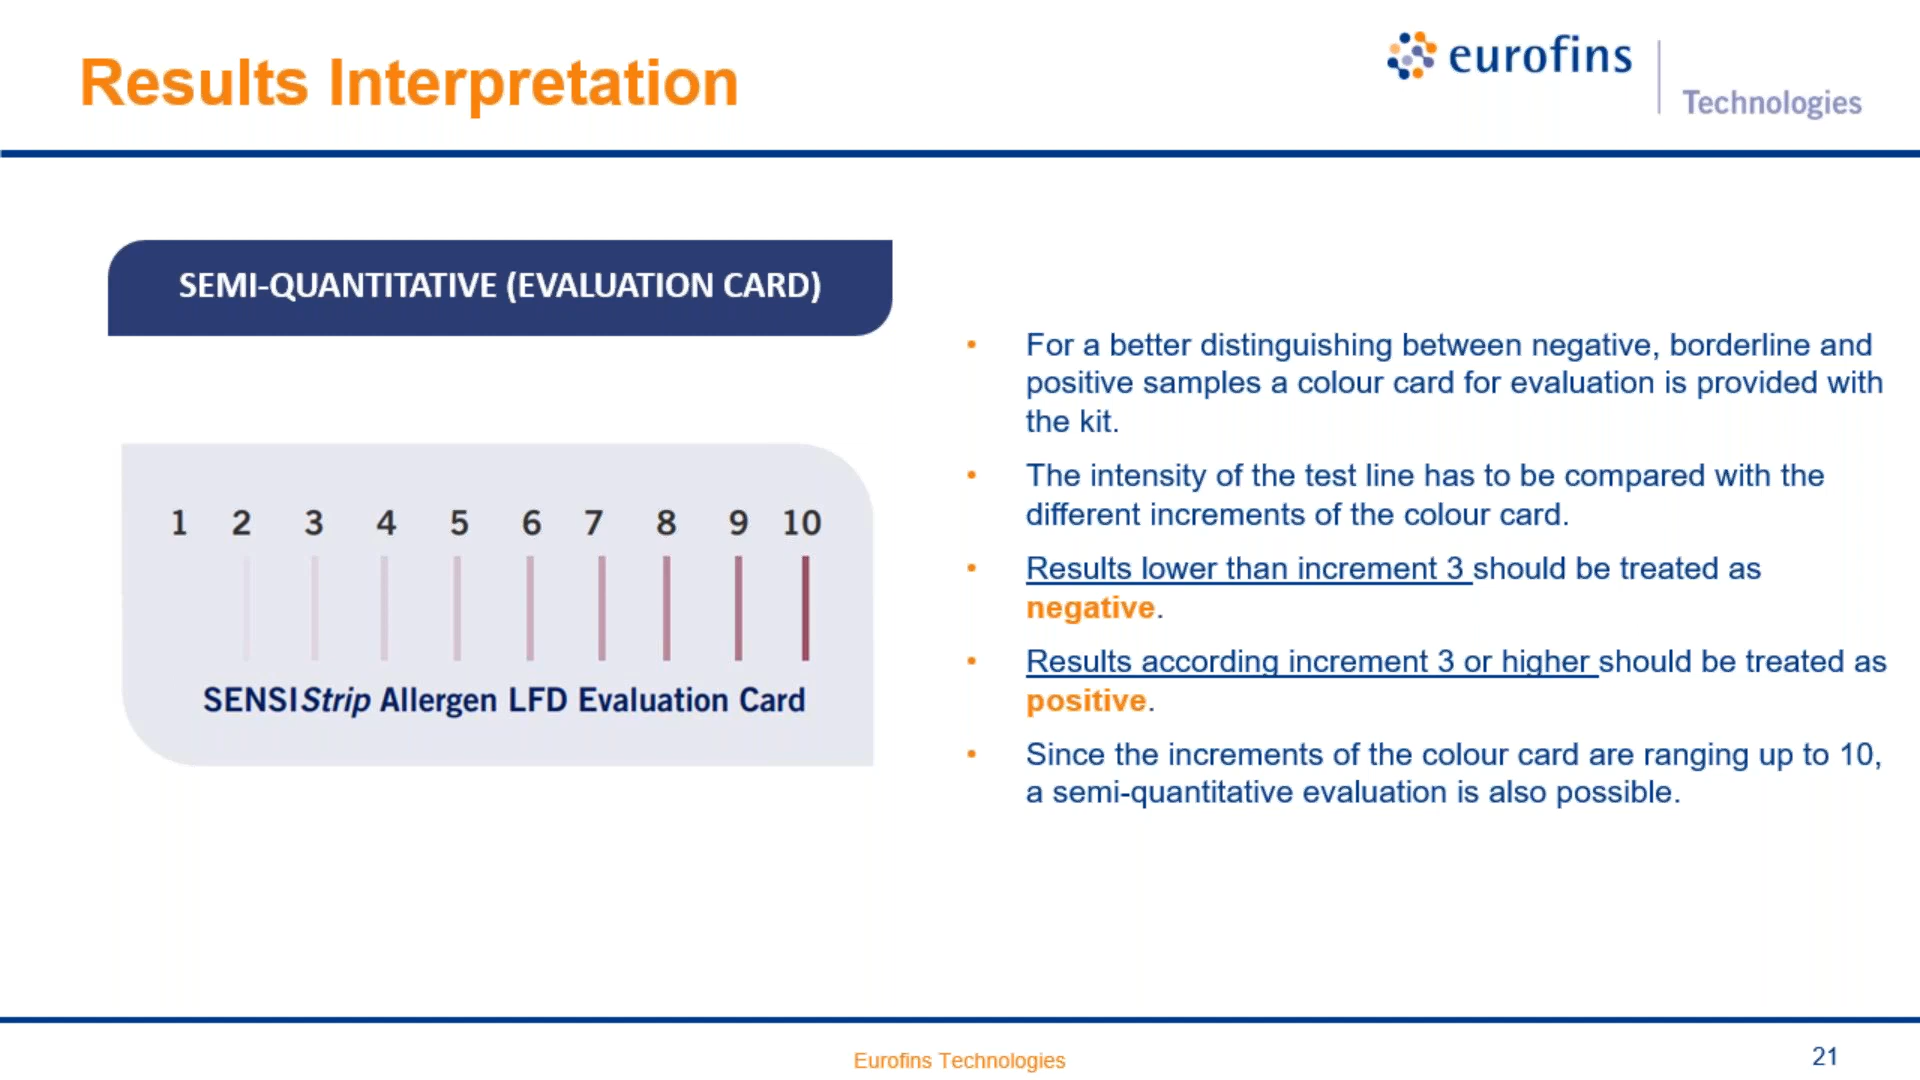 Results Interpretation
eurofins
Technologies
SEMI-QUANTITATIVE (EVALUATION CARD)
1 2 3 4 5 6 7 8 9 10
SENSIStrip Allergen LFD Evaluation Card
• For a better distinguishing between negative, borderline and
positive samples a colour card for evaluation is provided with
the kit.
• The intensity of the test line has to be compared with the
different increments of the colour card.
• Results lower than increment 3 should be treated as
negative.
• Results according increment 3 or higher should be treated as
positive.
• Since the increments of the colour card are ranging up to 10,
a semi-quantitative evaluation is also possible.
Eurofins Technologies
21